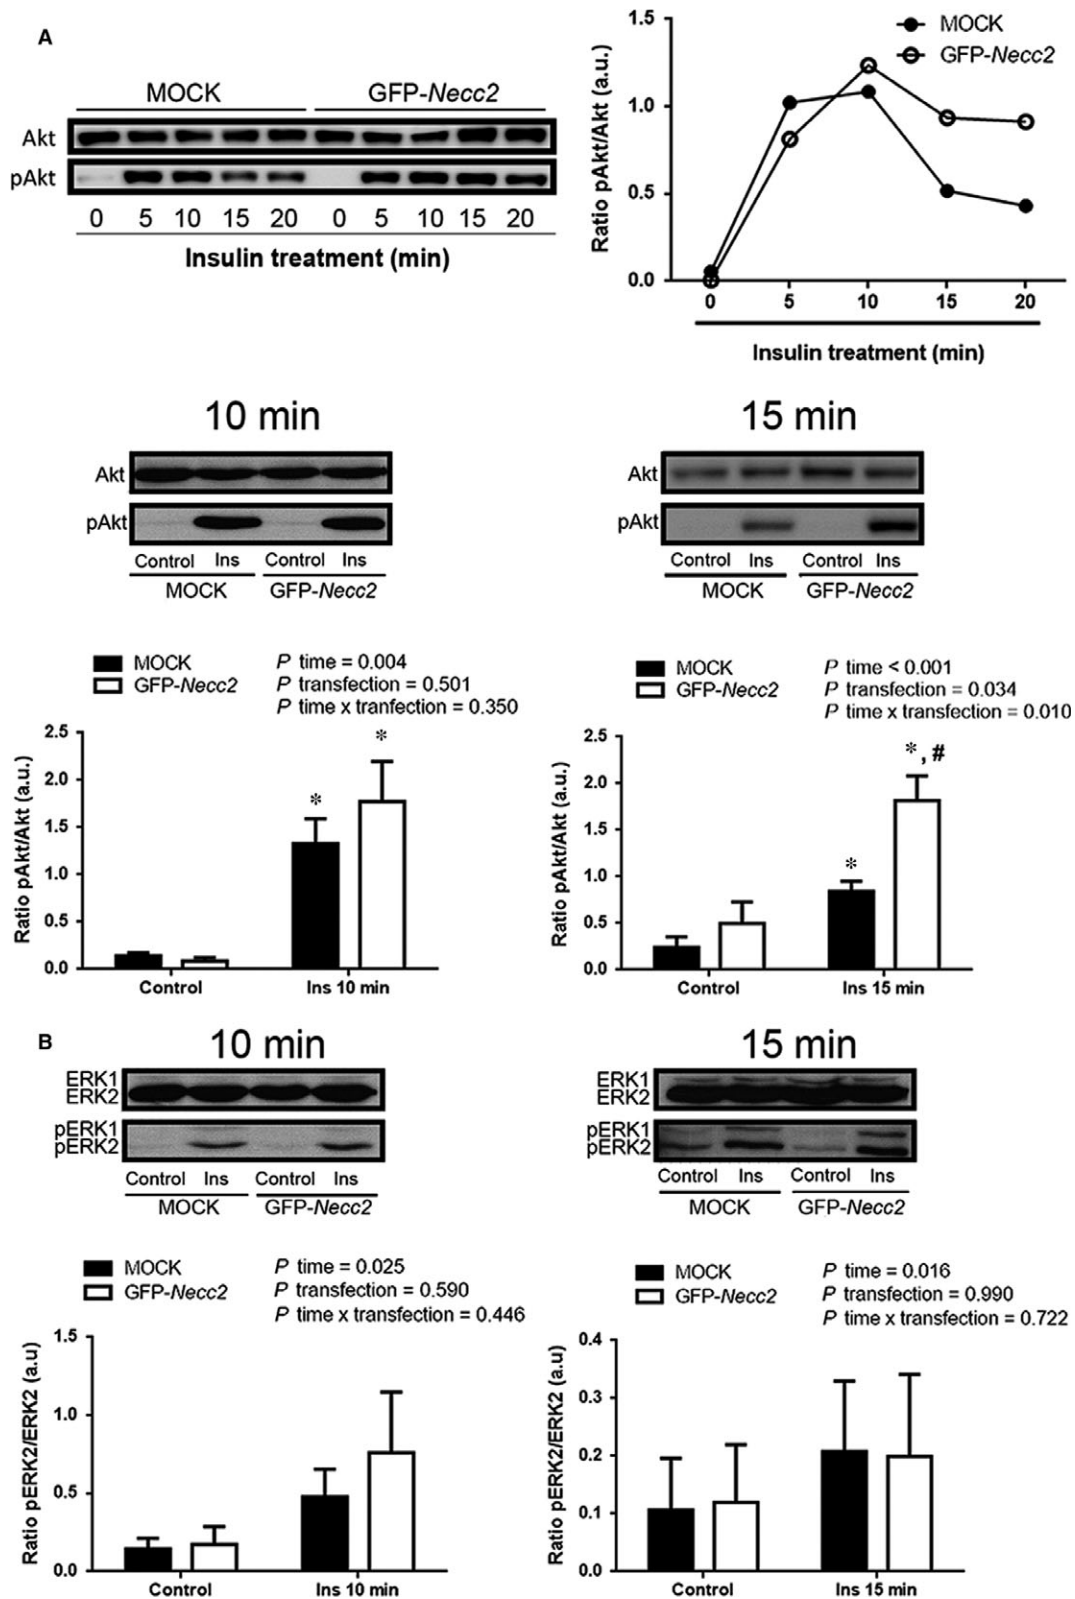 A
MOCK GFP-Necc2
Akt
pAkt
0 5 10 15 20 0 5 10 15 20
Insulin treatment (min)
MOCK
GFP-Necc2
Ratio pAkt/Akt (a.u.)
1.5
1.0
0.5
0.0
0 5 10 15 20
Insulin treatment (min)
10 min
Akt
pAkt
Control Ins Control Ins
MOCK GFP-Necc2
MOCK
GFP-Necc2
P time = 0.004
P transfection = 0.501
P time x tranfection = 0.350
Ratio pAkt/Akt (a.u.)
2.5
2.0
1.5
1.0
0.5
0.0
*
*
Control Ins 10 min
15 min
Akt
pAkt
Control Ins Control Ins
MOCK GFP-Necc2
MOCK
GFP-Necc2
P time < 0.001
P transfection = 0.034
P time x transfection = 0.010
Ratio pAkt/Akt (a.u.)
2.5
2.0
1.5
1.0
0.5
0.0
*
*, #
Control Ins 15 min
B
10 min
ERK1
ERK2
pERK1
pERK2
Control Ins Control Ins
MOCK GFP-Necc2
MOCK
GFP-Necc2
P time = 0.025
P transfection = 0.590
P time x transfection = 0.446
Ratio pERK2/ERK2 (a.u)
1.5
1.0
0.5
0.0
Control Ins 10 min
15 min
ERK1
ERK2
pERK1
pERK2
Control Ins Control Ins
MOCK GFP-Necc2
MOCK
GFP-Necc2
P time = 0.016
P transfection = 0.990
P time x transfection = 0.722
Ratio pERK2/ERK2 (a.u.)
0.4
0.3
0.2
0.1
0.0
Control Ins 15 min